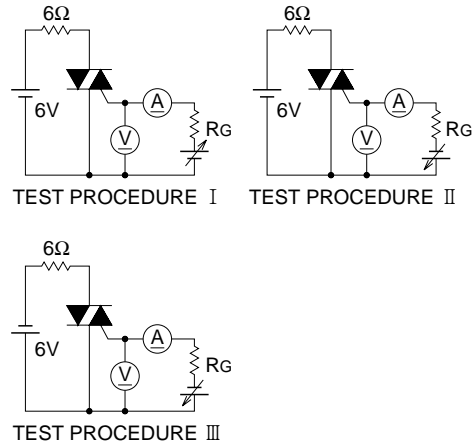 6Ω
6V
A
V
RG
TEST PROCEDURE Ⅰ
6Ω
6V
A
V
RG
TEST PROCEDURE Ⅱ
6Ω
6V
A
V
RG
TEST PROCEDURE Ⅲ